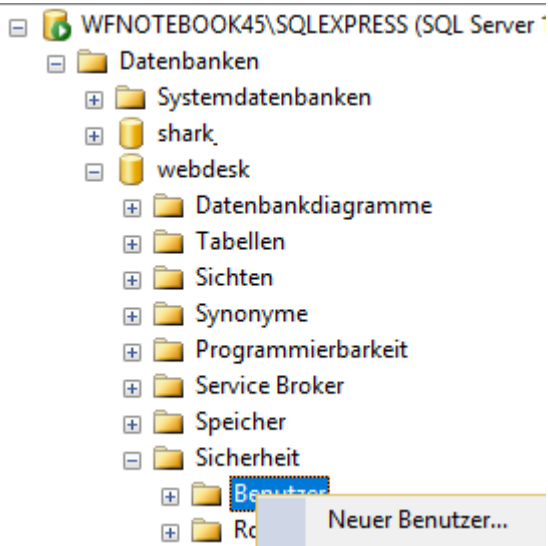 WFNOTEBOOK45\SQLEXPRESS (SQL Server
Datenbanken
Systemdatenbanken
shark
webdesk
Datenbankdiagramme
Tabellen
Sichten
Synonyme
Programmierbarkeit
Service Broker
Speicher
Sicherheit
Benutzer
Neuer Benutzer...